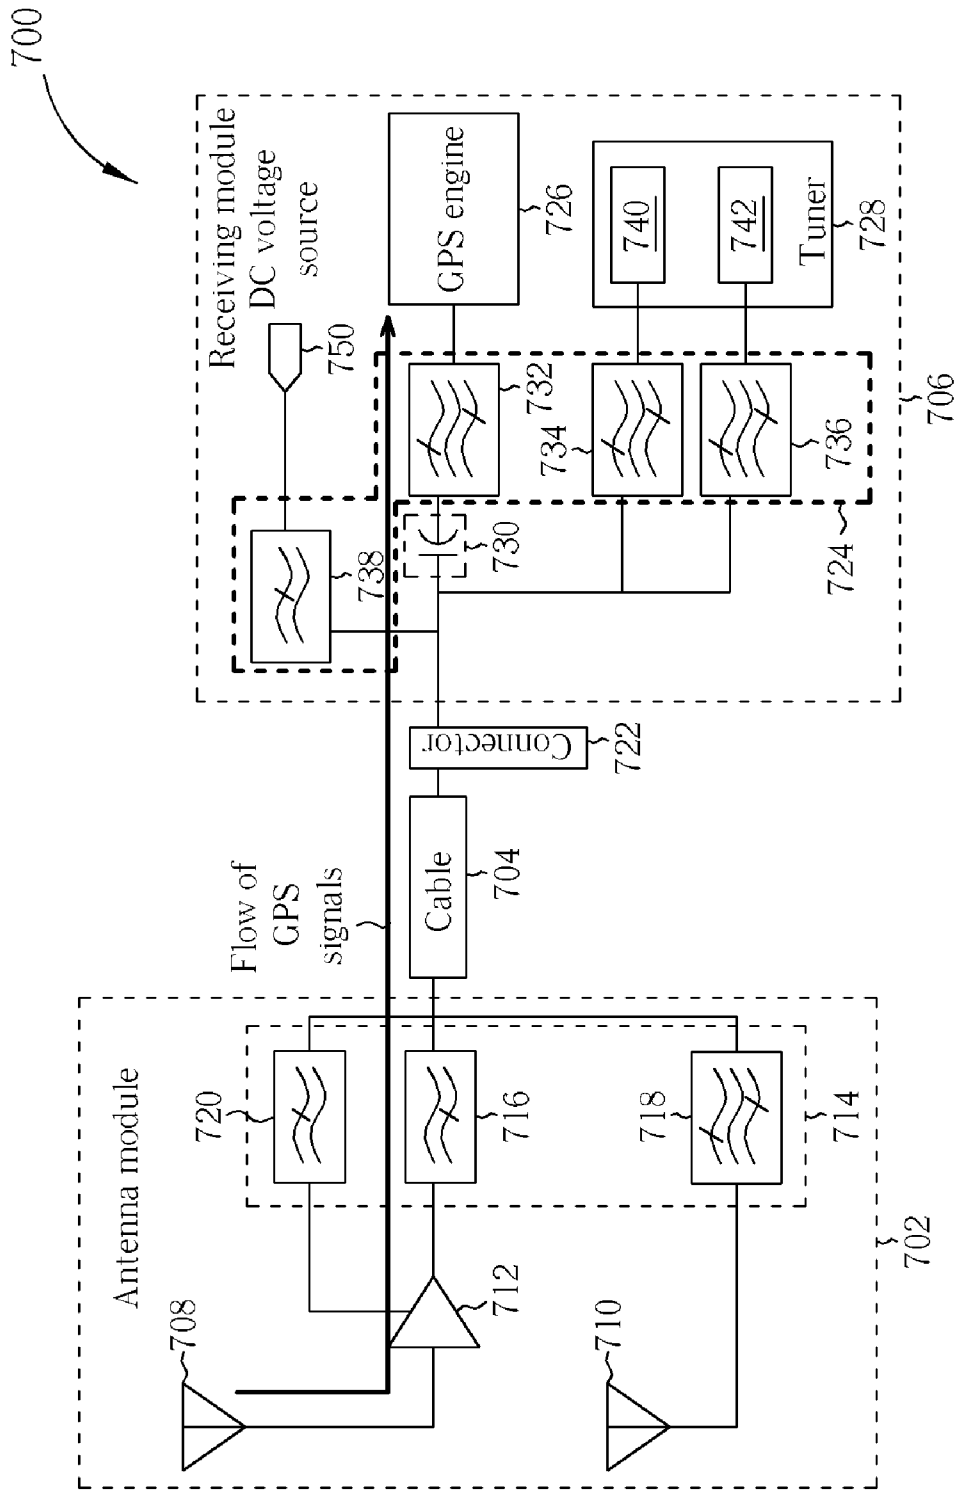 700
Receiving module
DC voltage
source
750
GPS engine
726
740
742
Tuner
728
732
734
736
738
730
724
706
Connector
722
Flow of
GPS
signals
Cable
704
Antenna module
720
716
718
714
702
708
712
710